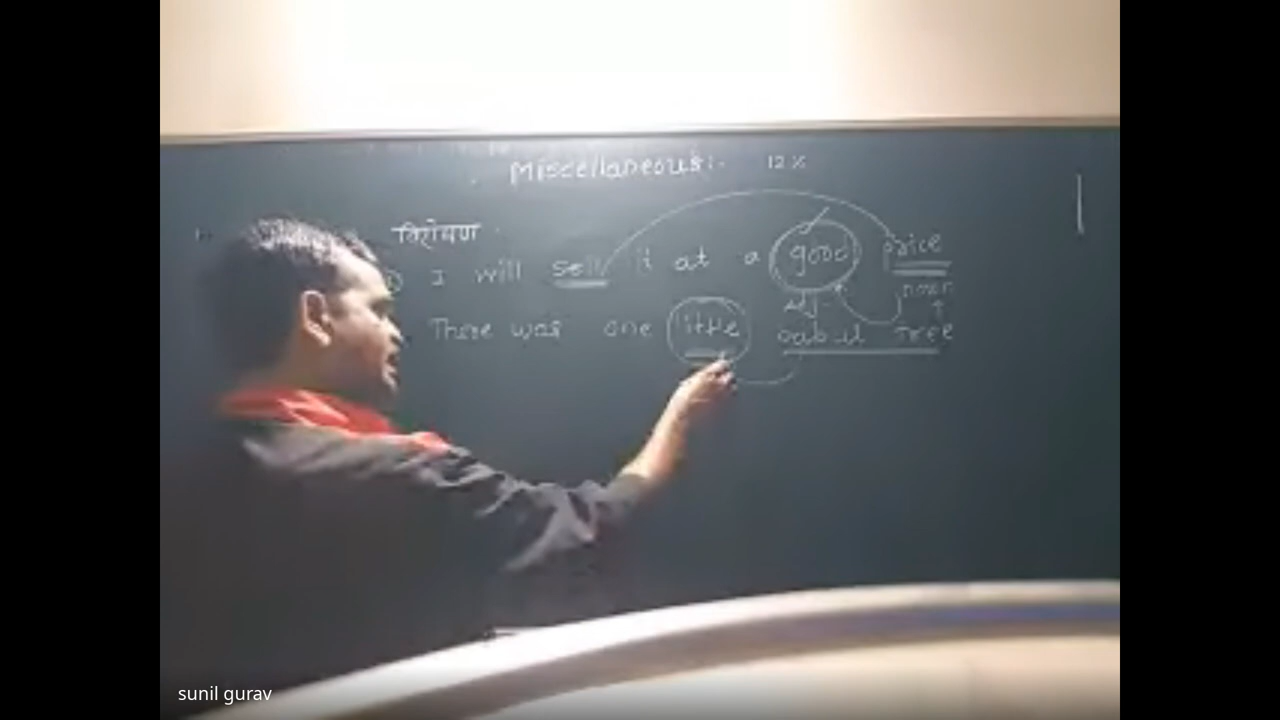 Miscellaneous:- 12 x
विशेषण
I will sell it at a good price
adj. noun
There was one little babul Tree
sunil gurav